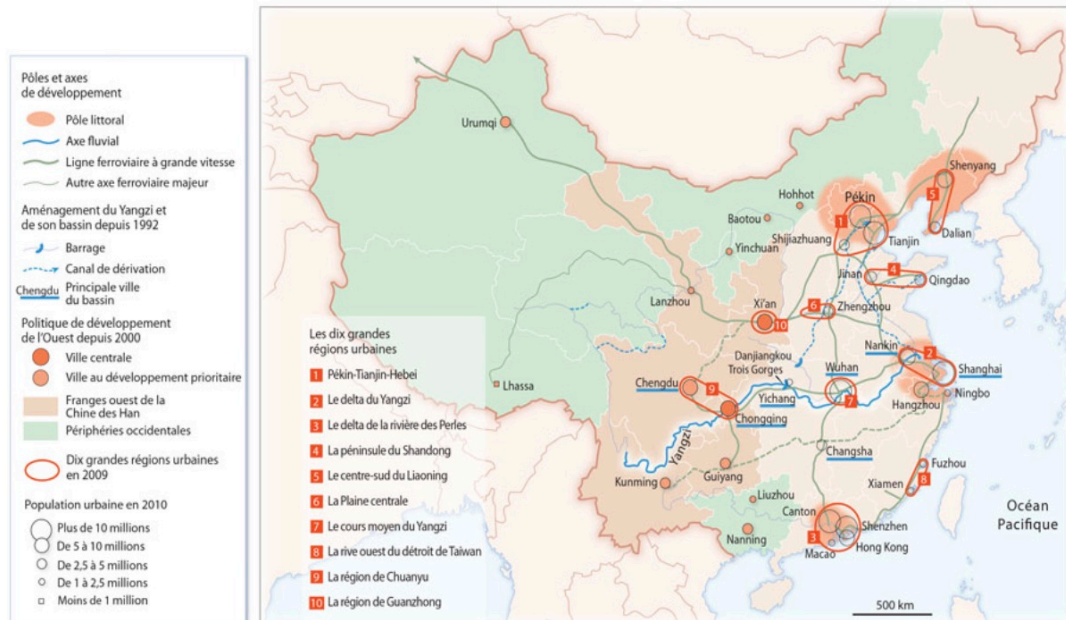 Pôles et axes
de développement
Pôle littoral
Axe fluvial
Ligne ferroviaire à grande vitesse
Autre axe ferroviaire majeur
Aménagement du Yangzi et
de son bassin depuis 1992
Barrage
Canal de dérivation
Chengdu
Principale ville
du bassin
Politique de développement
de l'Ouest depuis 2000
Ville centrale
Ville au développement prioritaire
Franges ouest de la
Chine des Han
Périphéries occidentales
Dix grandes régions urbaines
en 2009
Population urbaine en 2010
Plus de 10 millions
De 5 à 10 millions
De 2,5 à 5 millions
De 1 à 2,5 millions
Moins de 1 million
Les dix grandes
régions urbaines
1 Pékin-Tianjin-Hebei
2 Le delta du Yangzi
3 Le delta de la rivière des Perles
4 La péninsule du Shandong
5 Le centre-sud du Liaoning
6 La Plaine centrale
7 Le cours moyen du Yangzi
8 La rive ouest du détroit de Taiwan
9 La région de Chuanyu
10 La région de Guanzhong
Urumqi
Shenyang
5
Hohhot
Pékin
1
Baotou
Dalian
Shijiazhuang
Tianjin
Yinchuan
Jinan
4
Qingdao
Lanzhou
Xi'an
10
6
Zhengzhou
Nankin
2
Danjiangkou
Trois Gorges
Wuhan
Shanghai
Lhassa
Chengdu
9
Yichang
7
Hangzhou
Ningbo
Chongqing
Yangzi
Changsha
Guiyang
Fuzhou
Kunming
Xiamen
8
Liuzhou
Canton
Shenzhen
Nanning
3
Macao
Hong Kong
Océan
Pacifique
500 km